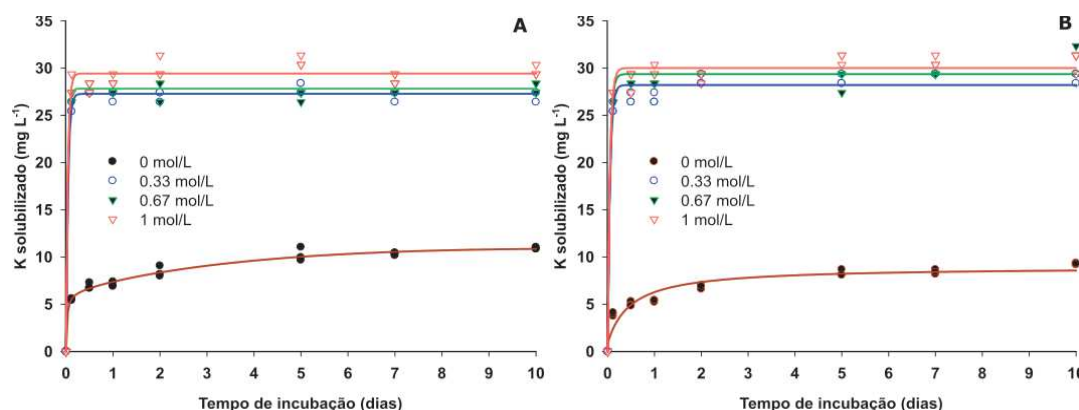 A
K solubilizado (mg L⁻¹)
35
30
25
20
15
10
5
0
0 mol/L
0.33 mol/L
0.67 mol/L
1 mol/L
0 1 2 3 4 5 6 7 8 9 10
Tempo de incubação (dias)
B
K solubilizado (mg L⁻¹)
35
30
25
20
15
10
5
0
0 mol/L
0.33 mol/L
0.67 mol/L
1 mol/L
0 1 2 3 4 5 6 7 8 9 10
Tempo de incubação (dias)